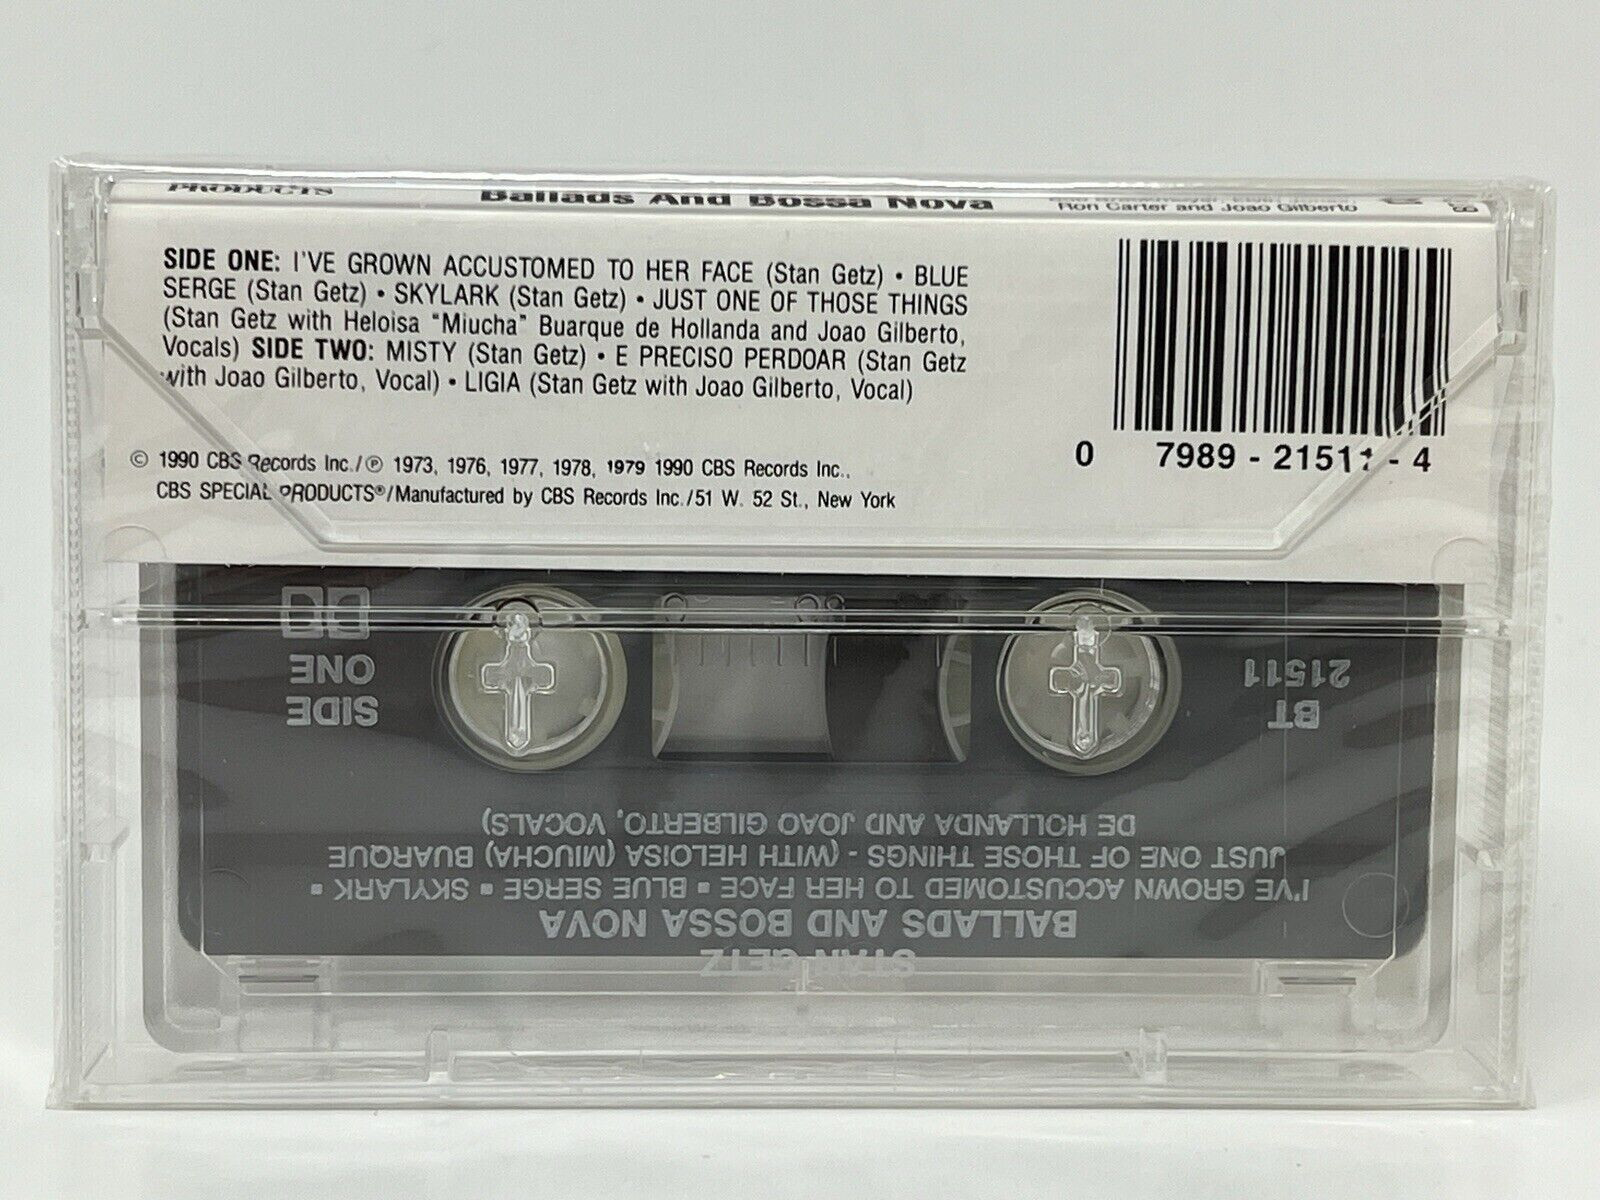 PRODUCTS
Ballads And Bossa Nova
Ron Carter and Joao Gilberto
SIDE ONE: I'VE GROWN ACCUSTOMED TO HER FACE (Stan Getz) • BLUE
SERGE (Stan Getz) • SKYLARK (Stan Getz) • JUST ONE OF THOSE THINGS
(Stan Getz with Heloisa "Miucha" Buarque de Hollanda and Joao Gilberto,
Vocals) SIDE TWO: MISTY (Stan Getz) • E PRECISO PERDOAR (Stan Getz
with Joao Gilberto, Vocal) • LIGIA (Stan Getz with Joao Gilberto, Vocal)
© 1990 CBS Records Inc./℗ 1973, 1976, 1977, 1978, 1979 1990 CBS Records Inc.,
CBS SPECIAL PRODUCTS®/Manufactured by CBS Records Inc./51 W. 52 St., New York
0 7989 - 21511 - 4
STAN GETZ
BALLADS AND BOSSA NOVA
I'VE GROWN ACCUSTOMED TO HER FACE ▪ BLUE SERGE ▪ SKYLARK ▪
JUST ONE OF THOSE THINGS - (WITH HELOISA (MIUCHA) BUARQUE
DE HOLLANDA AND JOAO GILBERTO, VOCALS)
BT
21511
SIDE
ONE